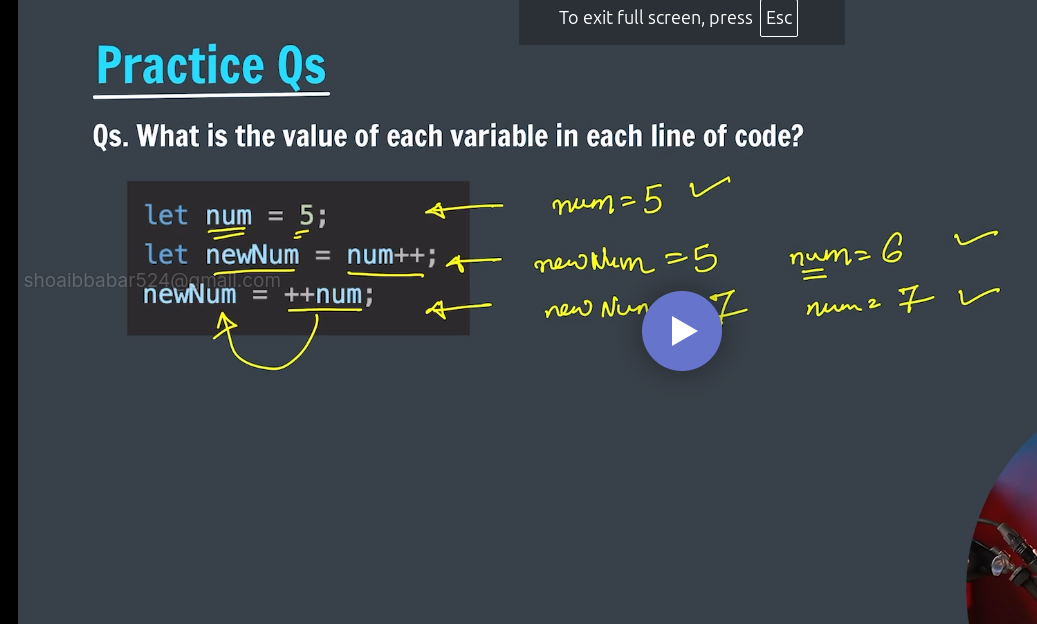 To exit full screen, press Esc
Practice Qs
Qs. What is the value of each variable in each line of code?
let num = 5; num = 5
let newNum = num++; newNum = 5 num = 6
shoaibbabar524@gmail.com
newNum = ++num; new Num 7 num = 7